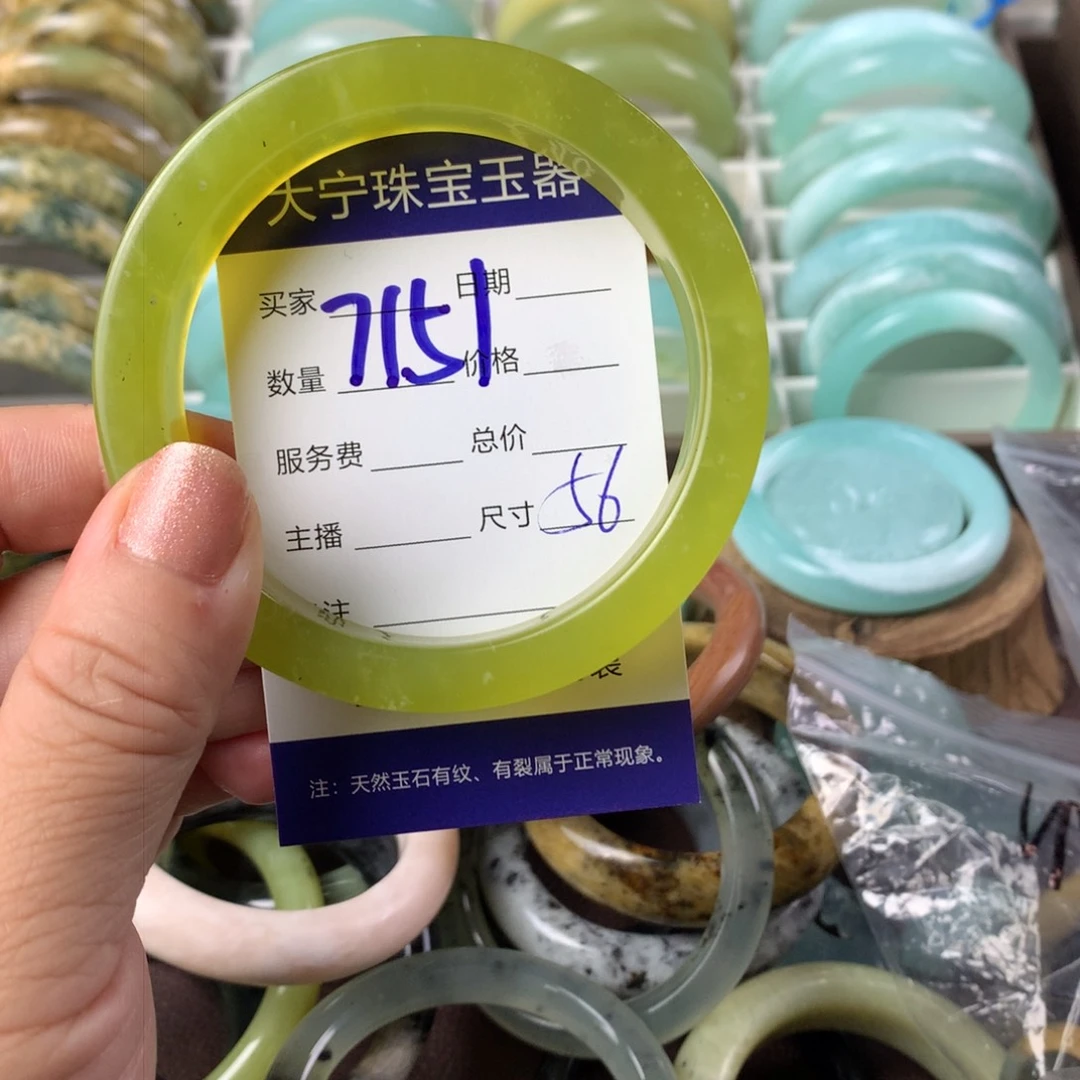 大宁珠宝玉器
买家 日期
7151
数量 价格
服务费 总价
主播 尺寸 56
注
装
注：天然玉石有纹、有裂属于正常现象。